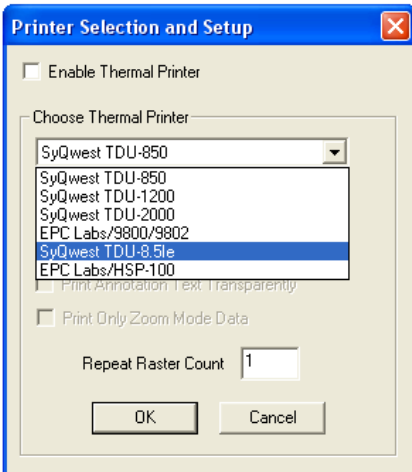 Printer Selection and Setup
Enable Thermal Printer
Choose Thermal Printer
SyQwest TDU-850
SyQwest TDU-850
SyQwest TDU-1200
SyQwest TDU-2000
EPC Labs/9800/9802
SyQwest TDU-8.5le
EPC Labs/HSP-100
Print Annotation Text Transparently
Print Only Zoom Mode Data
Repeat Raster Count 1
OK Cancel